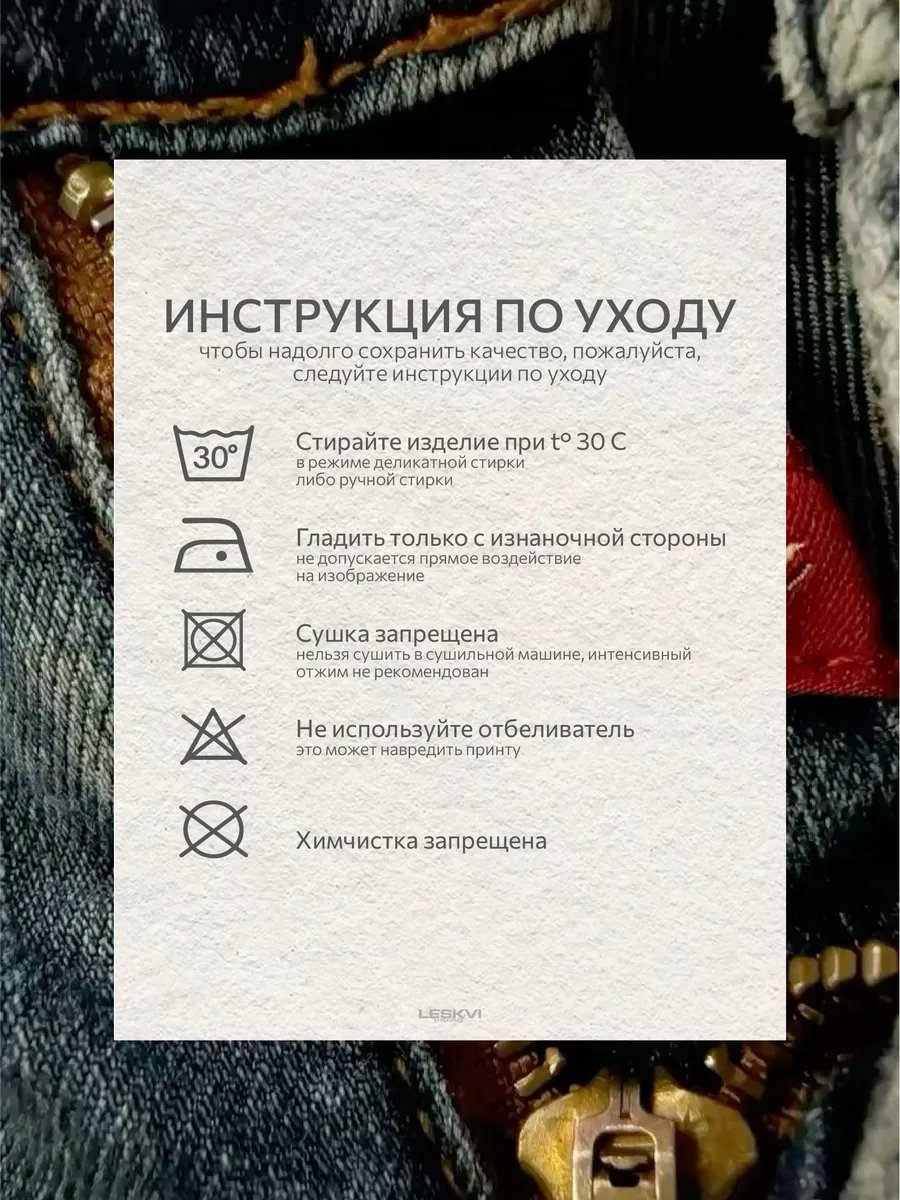 ИНСТРУКЦИЯ ПО УХОДУ
чтобы надолго сохранить качество, пожалуйста,
следуйте инструкции по уходу
30°
Стирайте изделие при t° 30 С
в режиме деликатной стирки
либо ручной стирки
Гладить только с изнаночной стороны
не допускается прямое воздействие
на изображение
Сушка запрещена
нельзя сушить в сушильной машине, интенсивный
отжим не рекомендован
Не используйте отбеливатель
это может навредить принту
Химчистка запрещена
LESKVI